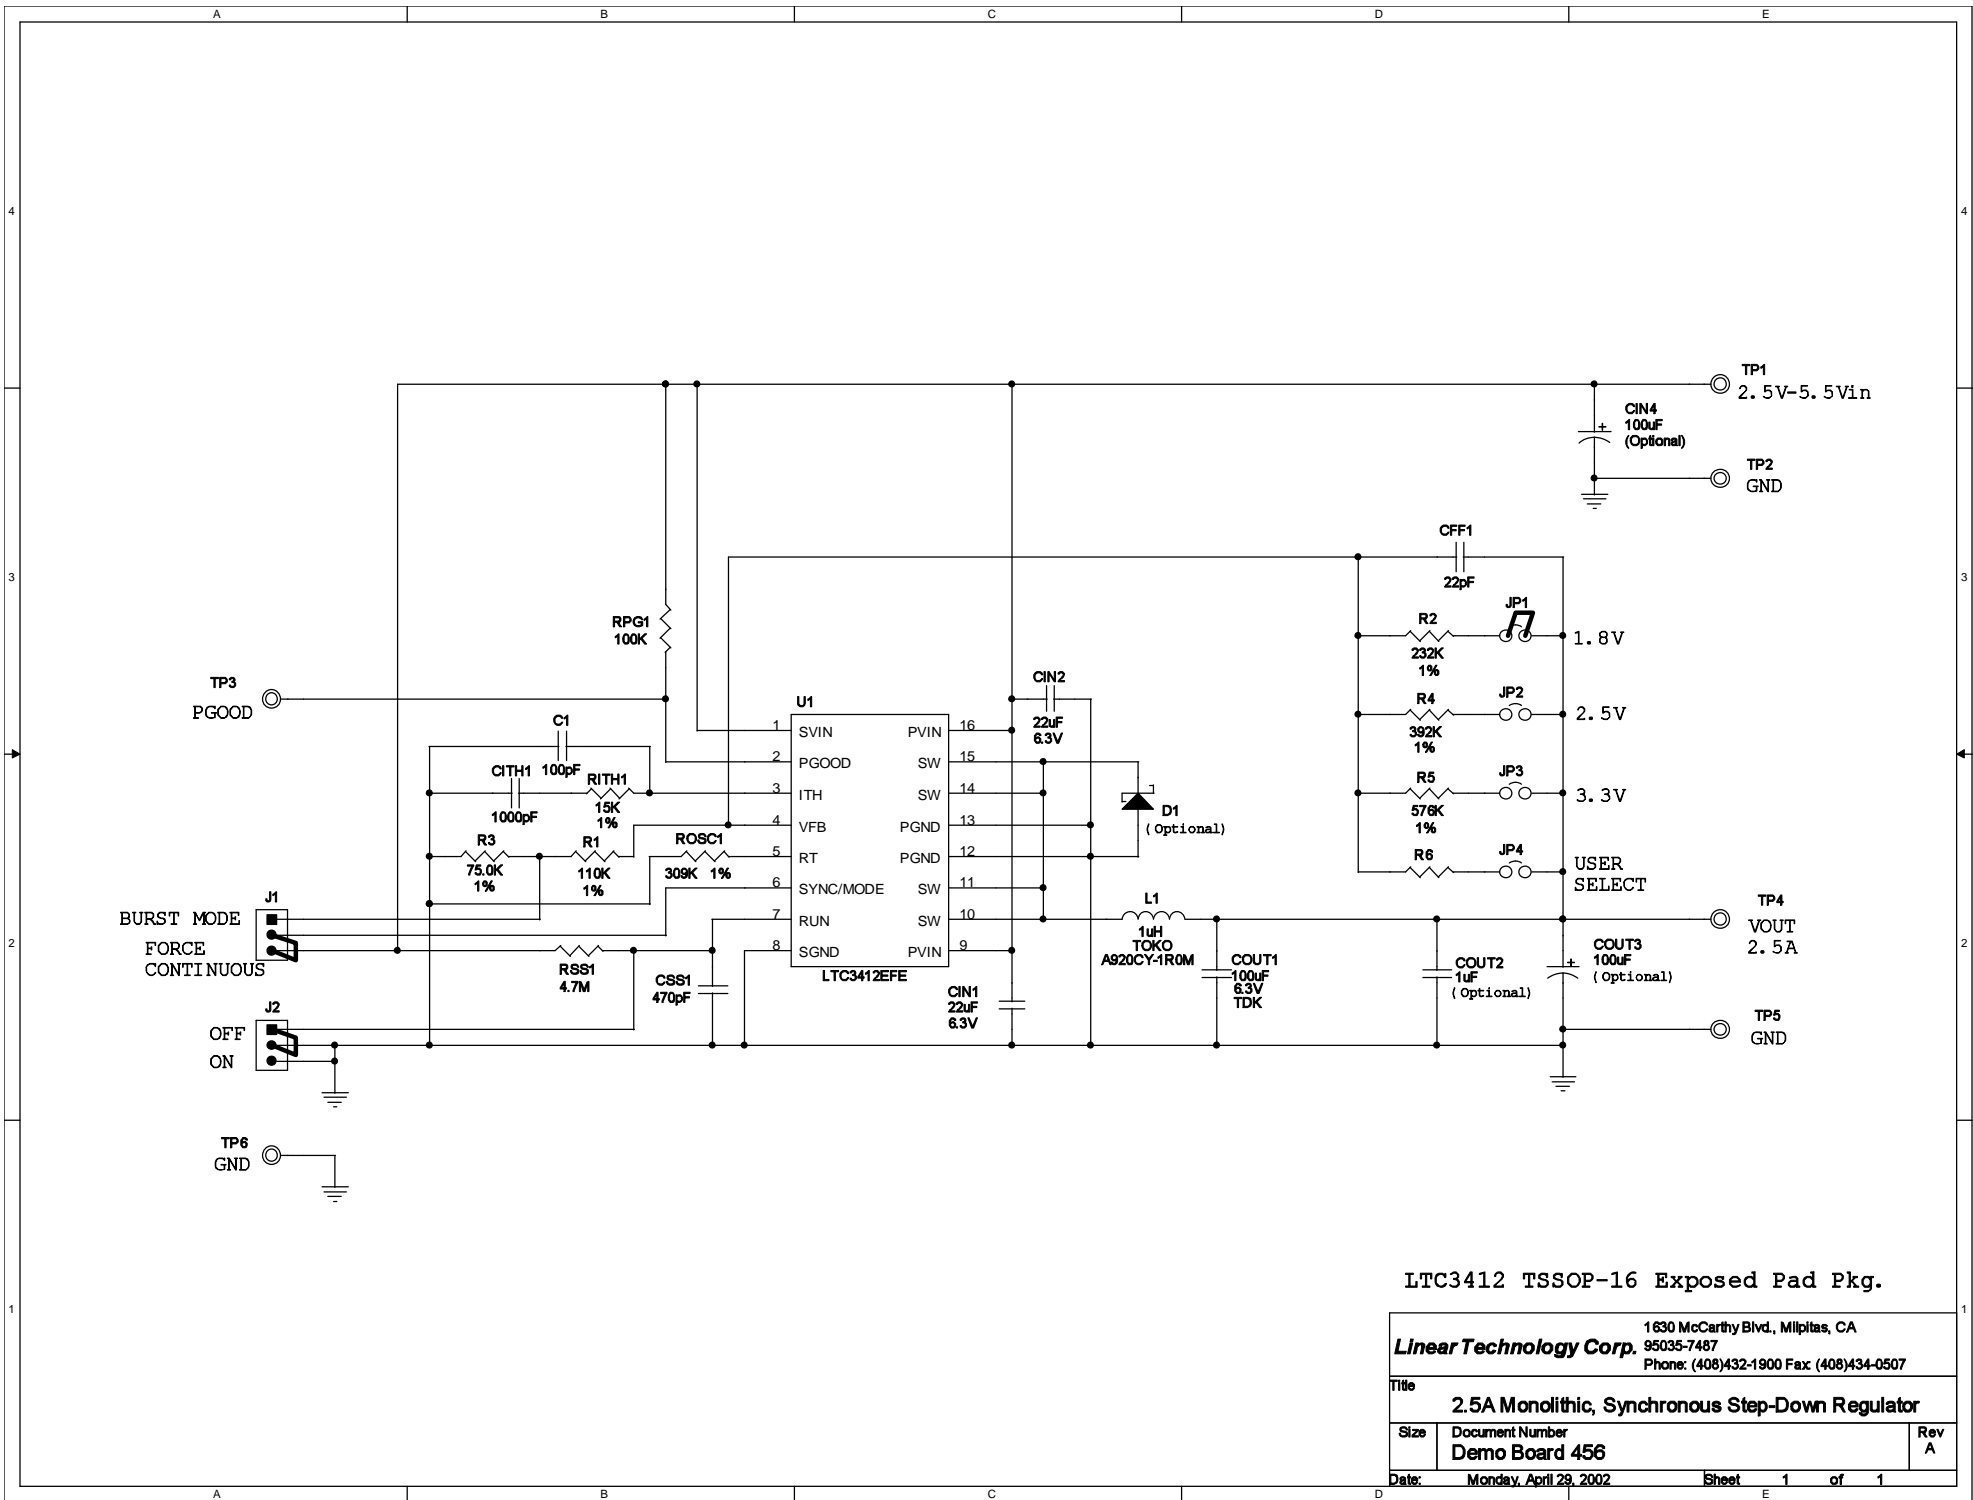 A B C D E
4 4
3 3
2 2
1 1
TP1
2.5V-5.5Vin
CIN4
100uF
(Optional)
+
TP2
GND
CFF1
22pF
JP1
R2
232K
1%
1.8V
JP2
R4
392K
1%
2.5V
JP3
R5
576K
1%
3.3V
JP4
R6
USER
SELECT
RPG1
100K
TP3
PGOOD
CIN2
22uF
6.3V
U1
1 SVIN PVIN 16
2 PGOOD SW 15
3 ITH SW 14
4 VFB PGND 13
5 RT PGND 12
6 SYNC/MODE SW 11
7 RUN SW 10
8 SGND PVIN 9
LTC3412EFE
C1
100pF
CITH1
1000pF
RITH1
15K
1%
R3
75.0K
1%
R1
110K
1%
ROSC1
309K 1%
D1
(Optional)
J1
BURST MODE
FORCE
CONTINUOUS
RSS1
4.7M
CSS1
470pF
CIN1
22uF
6.3V
L1
1uH
TOKO
A920CY-1R0M
COUT1
100uF
6.3V
TDK
COUT2
1uF
(Optional)
COUT3
100uF
(Optional)
+
TP4
VOUT
2.5A
TP5
GND
J2
OFF
ON
TP6
GND
LTC3412 TSSOP-16 Exposed Pad Pkg.
Linear Technology Corp.
1630 McCarthy Blvd., Milpitas, CA
95035-7487
Phone: (408)432-1900 Fax: (408)434-0507
Title
2.5A Monolithic, Synchronous Step-Down Regulator
Size Document Number Rev
Demo Board 456 A
Date: Monday, April 29, 2002 Sheet 1 of 1
A B C D E